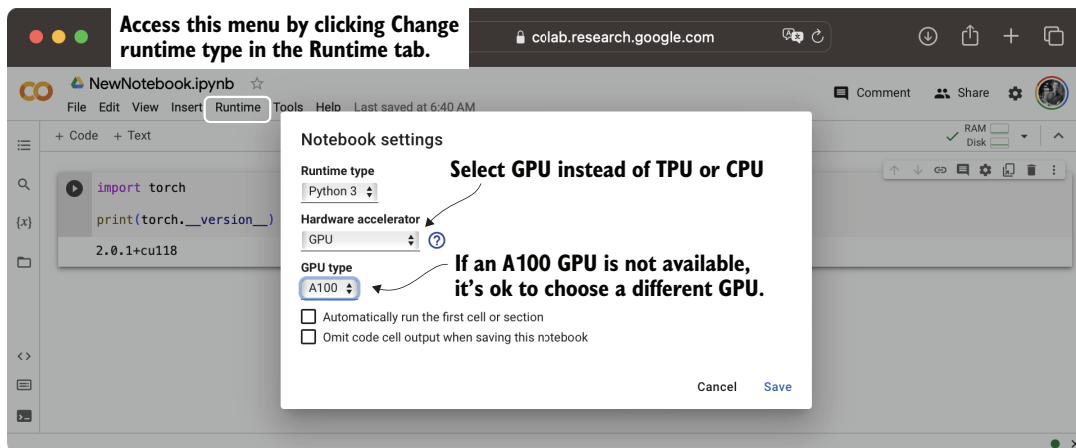 Access this menu by clicking Change
runtime type in the Runtime tab.
colab.research.google.com
NewNotebook.ipynb
File Edit View Insert Runtime Tools Help Last saved at 6:40 AM
Comment Share
+ Code + Text
RAM
Disk
import torch
print(torch.__version__)
2.0.1+cu118
{x}
Notebook settings
Runtime type
Select GPU instead of TPU or CPU
Python 3
Hardware accelerator
GPU
GPU type
If an A100 GPU is not available,
it's ok to choose a different GPU.
A100
Automatically run the first cell or section
Omit code cell output when saving this notebook
Cancel Save